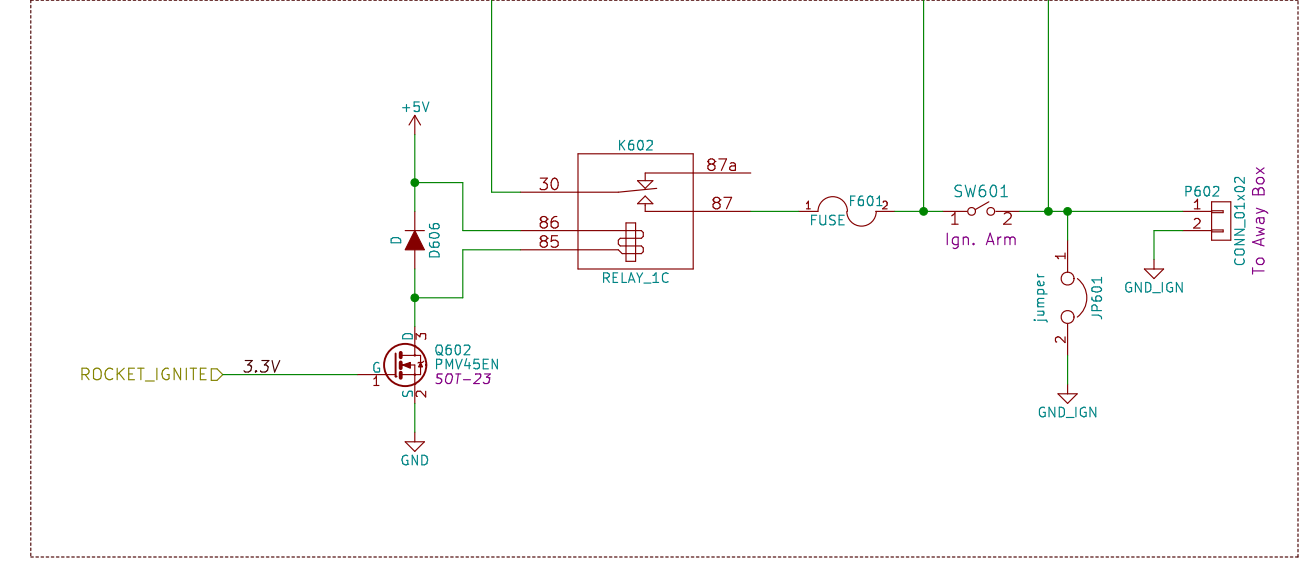 +5V
K602
87a
30
87
86
85
RELAY_1C
D
D606
1
F601
2
FUSE
SW601
1
2
Ign. Arm
P602
1
2
CONN_01x02
To Away Box
GND_IGN
1
jumper
JP601
2
GND_IGN
ROCKET_IGNITE
3.3V
D
3
G
1
S
2
Q602
PMV45EN
SOT-23
GND